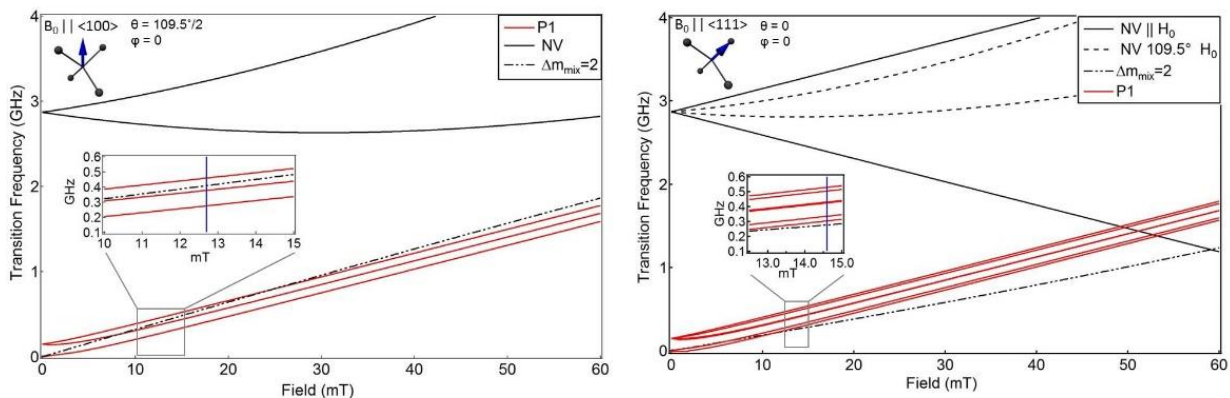 B₀ || <100>
θ = 109.5°/2
φ = 0
P1
NV
Δm_mix=2
Transition Frequency (GHz)
4
3
2
1
0
GHz
0.6
0.5
0.4
0.3
0.2
0.1
10 11 12 13 14 15
mT
0 10 20 30 40 50 60
Field (mT)
B₀ || <111>
θ = 0
φ = 0
NV || H₀
NV 109.5° H₀
Δm_mix=2
P1
Transition Frequency (GHz)
4
3
2
1
0
GHz
0.6
0.5
0.4
0.3
0.2
0.1
13.0 14.0 15.0
mT
0 10 20 30 40 50 60
Field (mT)